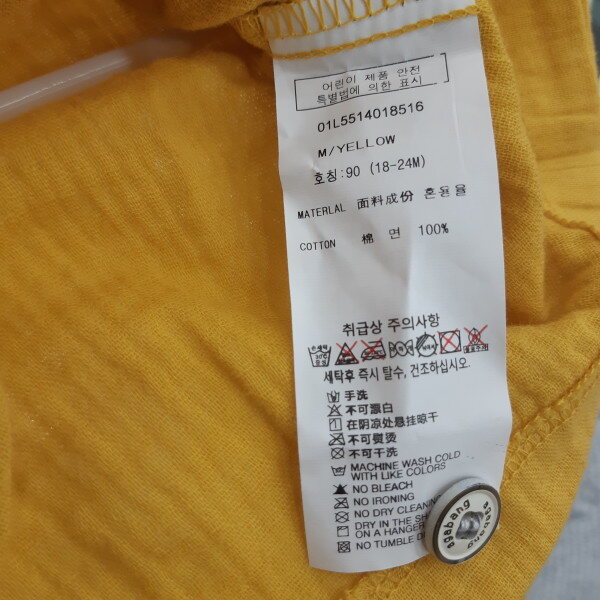 어린이 제품 안전
특별법에 의한 표시
01L5514018516
M/YELLOW
호칭:90 (18-24M)
MATERLAL 面料成份 혼용율
COTTON 棉 면 100%
취급상 주의사항
세탁후 즉시 탈수, 건조하십시오.
手洗
不可漂白
在阴凉处悬挂晾干
不可熨烫
不可干洗
MACHINE WASH COLD
WITH LIKE COLORS
NO BLEACH
NO IRONING
NO DRY CLEANING
DRY IN THE
ON A HANGER
NO TUMBLE
agabang
agabang